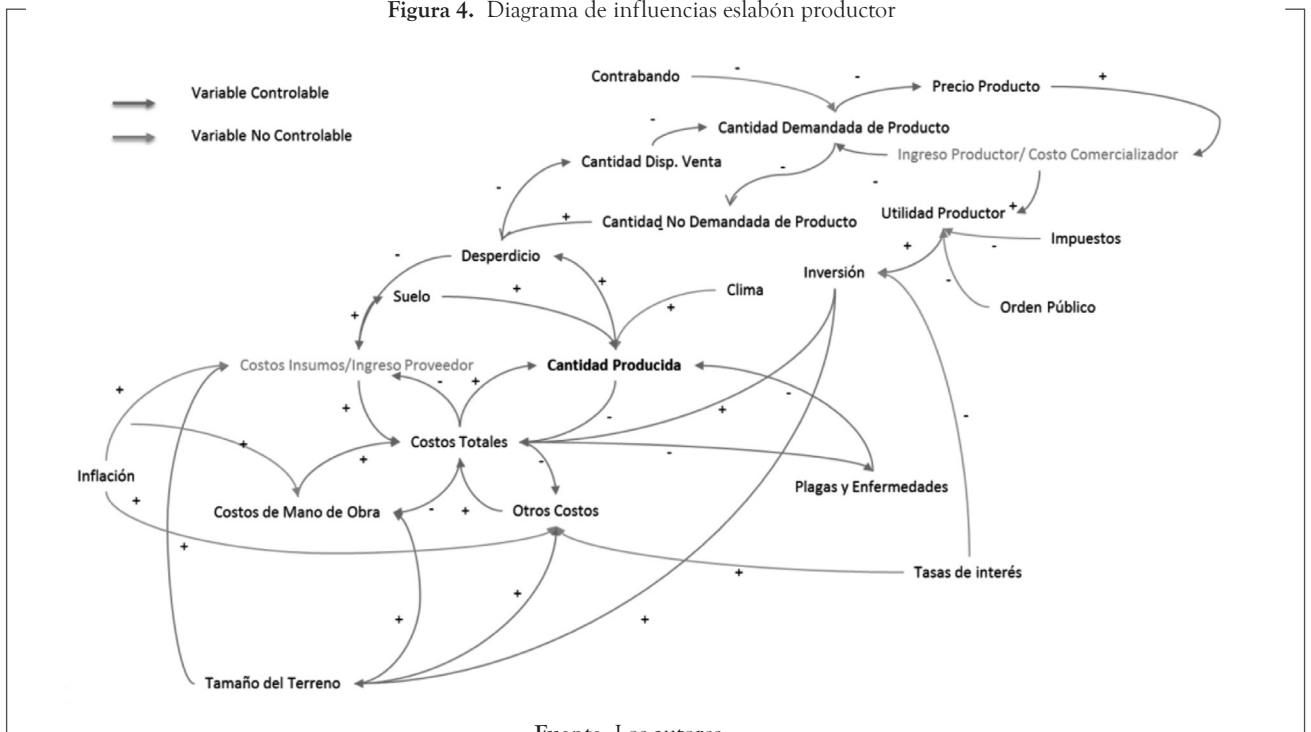 Figura 4. Diagrama de influencias eslabón productor
Variable Controlable
Variable No Controlable
Contrabando
-
-
Precio Producto
+
Cantidad Demandada de Producto
-
Cantidad Disp. Venta
-
Ingreso Productor/ Costo Comercializador
-
-
Cantidad No Demandada de Producto
+
-
Utilidad Productor
+
Impuestos
-
Desperdicio
-
+
Inversión
+
-
Orden Público
Suelo
+
+
Clima
+
Costos Insumos/Ingreso Proveedor
Cantidad Producida
+
-
+
-
+
-
+
-
Costos Totales
+
+
-
-
Inflación
+
Plagas y Enfermedades
Costos de Mano de Obra
-
+
Otros Costos
+
+
Tasas de interés
+
+
+
+
Tamaño del Terreno